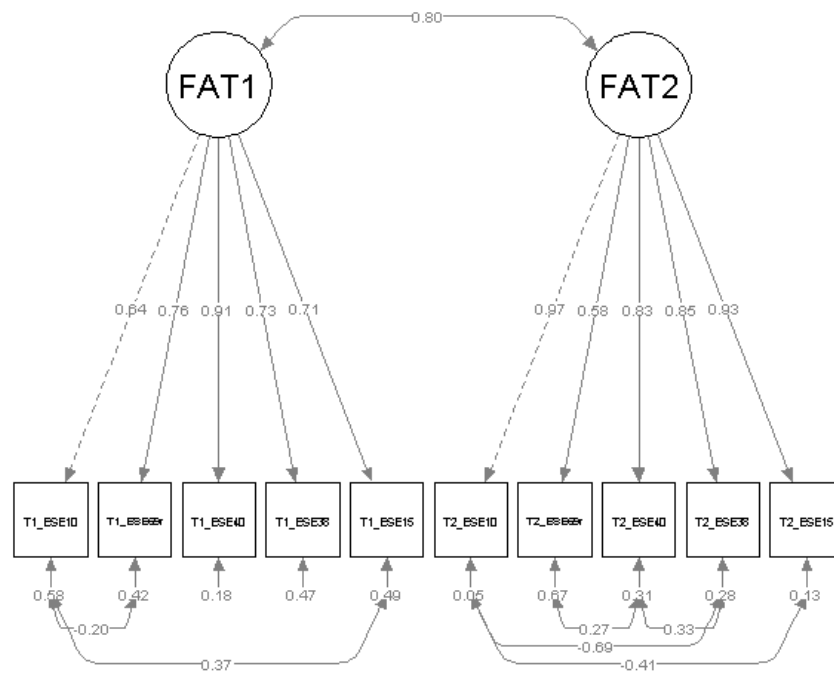 0.80
FAT1 FAT2
0.64 0.76 0.91 0.73 0.71 0.97 0.58 0.83 0.85 0.93
T1_ESE10 T1_ESE69r T1_ESE40 T1_ESE38 T1_ESE15 T2_ESE10 T2_ESE69r T2_ESE40 T2_ESE38 T2_ESE15
0.58 0.42 0.18 0.47 0.49 0.05 0.67 0.31 0.28 0.13
-0.20 0.27 0.33
-0.69
0.37 -0.41